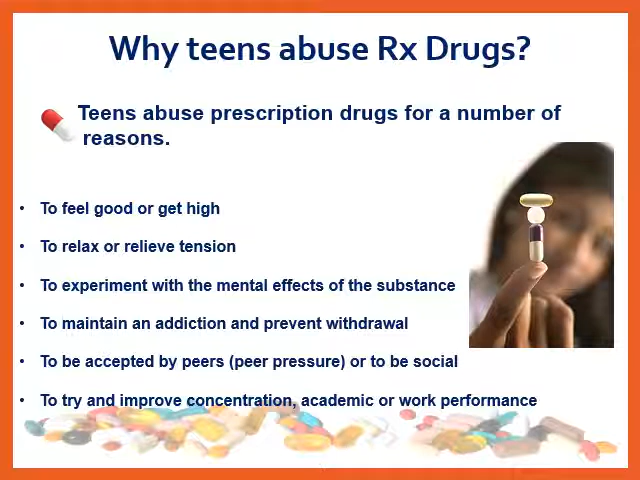 Why teens abuse Rx Drugs?
Teens abuse prescription drugs for a number of
reasons.
• To feel good or get high
• To relax or relieve tension
• To experiment with the mental effects of the substance
• To maintain an addiction and prevent withdrawal
• To be accepted by peers (peer pressure) or to be social
• To try and improve concentration, academic or work performance